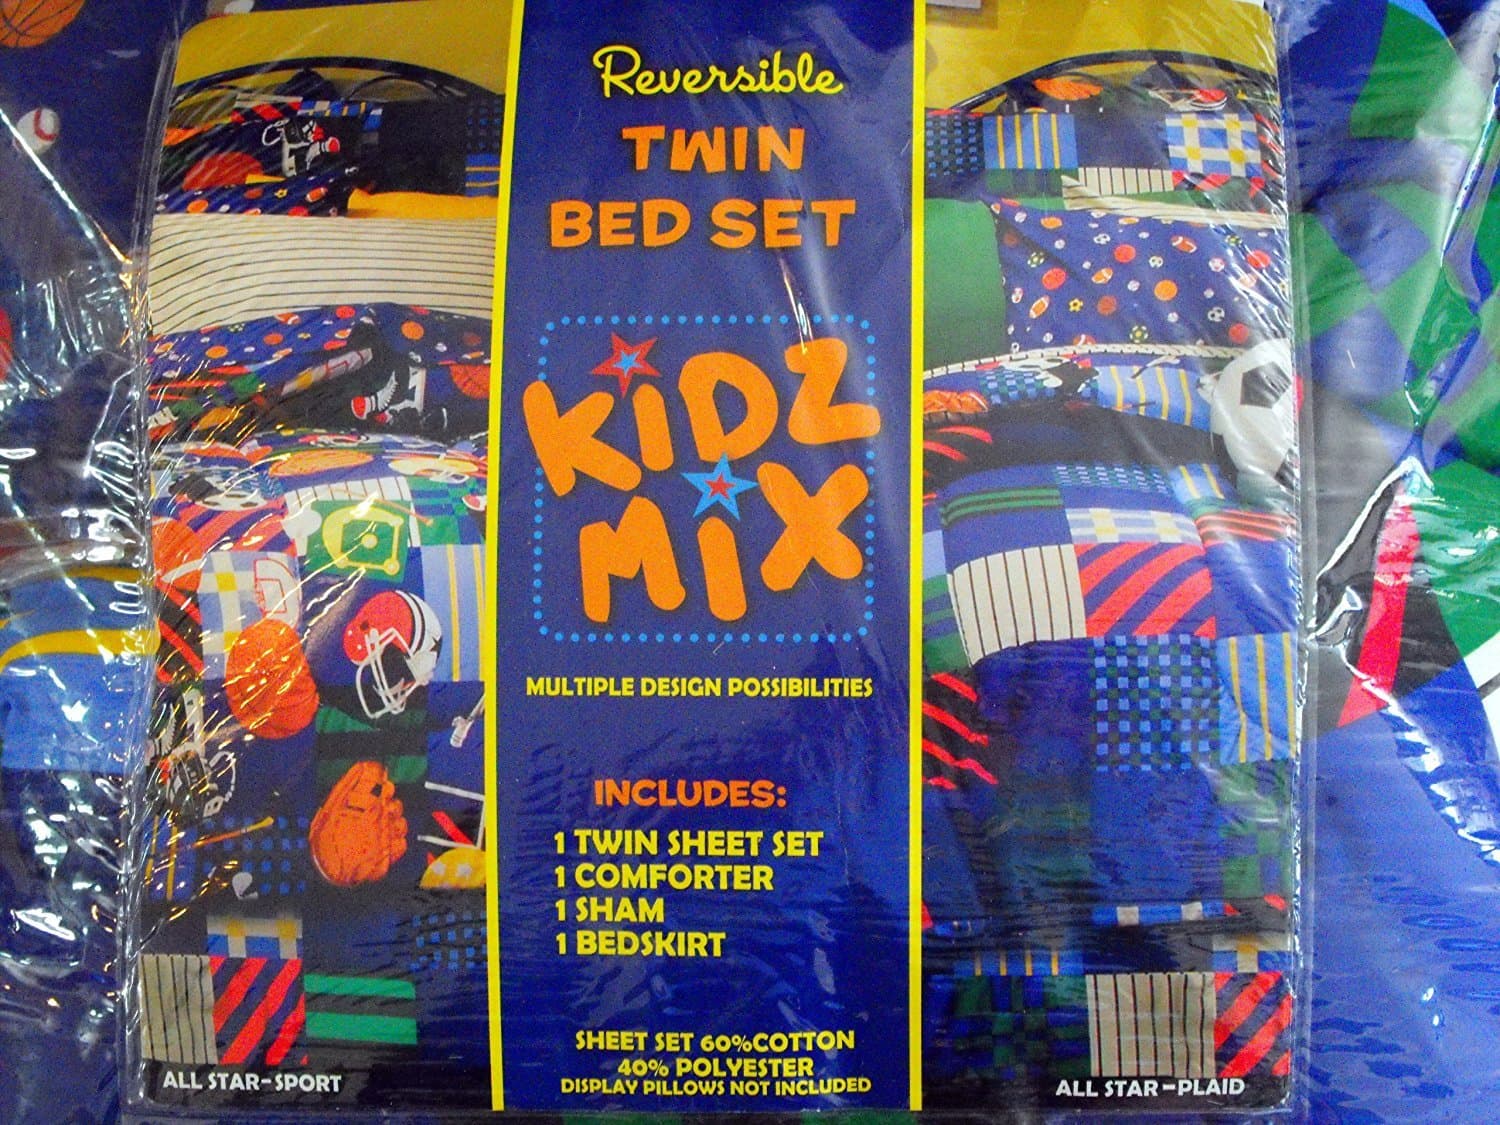 Reversible
TWIN
BED SET
KiDZ
MiX
MULTIPLE DESIGN POSSIBILITIES
INCLUDES:
1 TWIN SHEET SET
1 COMFORTER
1 SHAM
1 BEDSKIRT
SHEET SET 60%COTTON
40% POLYESTER
DISPLAY PILLOWS NOT INCLUDED
ALL STAR-SPORT
ALL STAR-PLAID